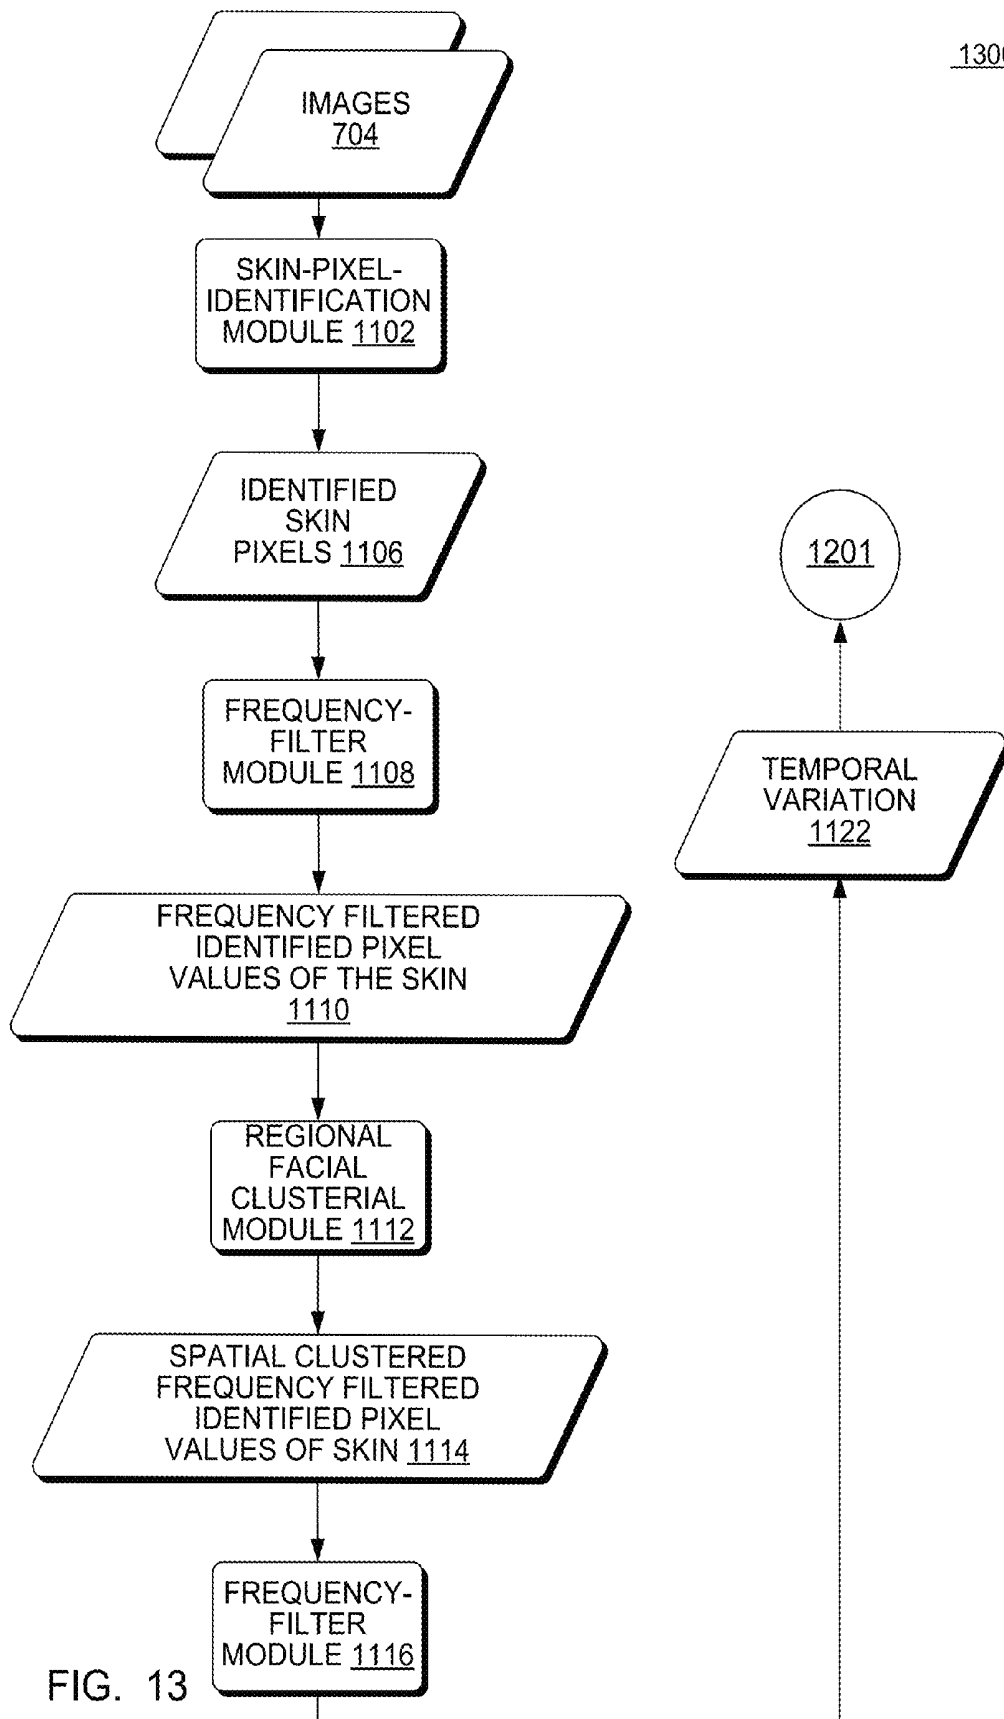 1300
IMAGES
704
SKIN-PIXEL-
IDENTIFICATION
MODULE 1102
IDENTIFIED
SKIN
PIXELS 1106
FREQUENCY-
FILTER
MODULE 1108
FREQUENCY FILTERED
IDENTIFIED PIXEL
VALUES OF THE SKIN
1110
REGIONAL
FACIAL
CLUSTERIAL
MODULE 1112
SPATIAL CLUSTERED
FREQUENCY FILTERED
IDENTIFIED PIXEL
VALUES OF SKIN 1114
FREQUENCY-
FILTER
MODULE 1116
1201
TEMPORAL
VARIATION
1122
FIG. 13